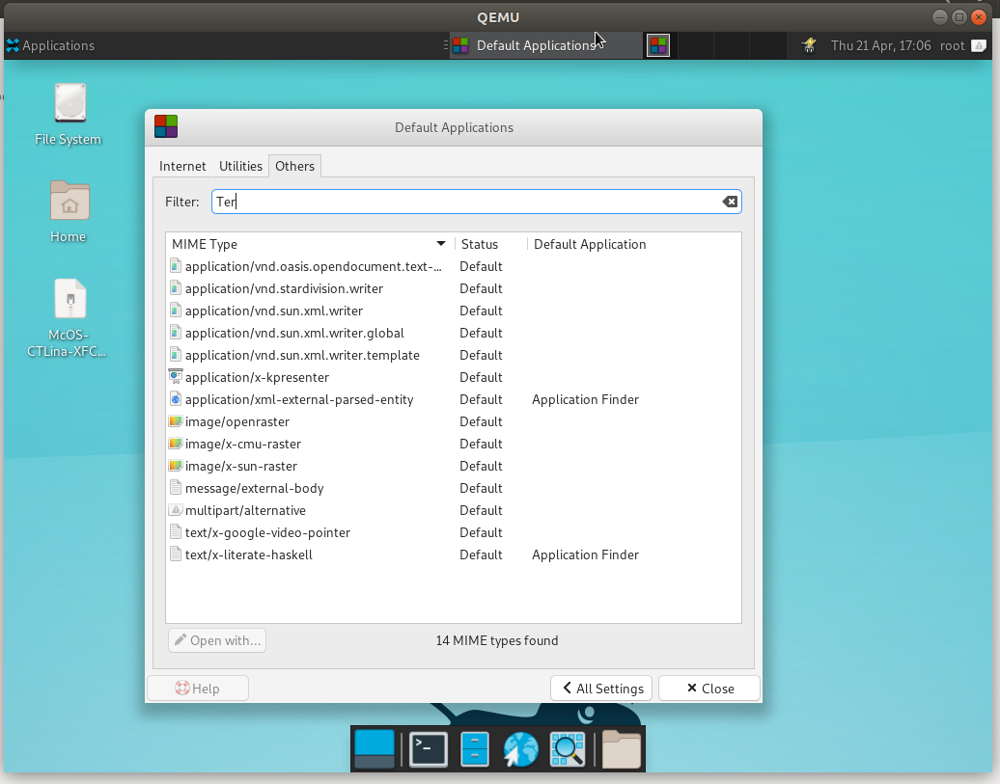 QEMU
Applications
Default Applications
Thu 21 Apr, 17:06 root
File System
Home
McOS-
CTLina-XFC...
Default Applications
Internet Utilities Others
Filter: Ter
MIME Type Status Default Application
application/vnd.oasis.opendocument.text-... Default
application/vnd.stardivision.writer Default
application/vnd.sun.xml.writer Default
application/vnd.sun.xml.writer.global Default
application/vnd.sun.xml.writer.template Default
application/x-kpresenter Default
application/xml-external-parsed-entity Default Application Finder
image/openraster Default
image/x-cmu-raster Default
image/x-sun-raster Default
message/external-body Default
multipart/alternative Default
text/x-google-video-pointer Default
text/x-literate-haskell Default Application Finder
Open with... 14 MIME types found
Help All Settings Close